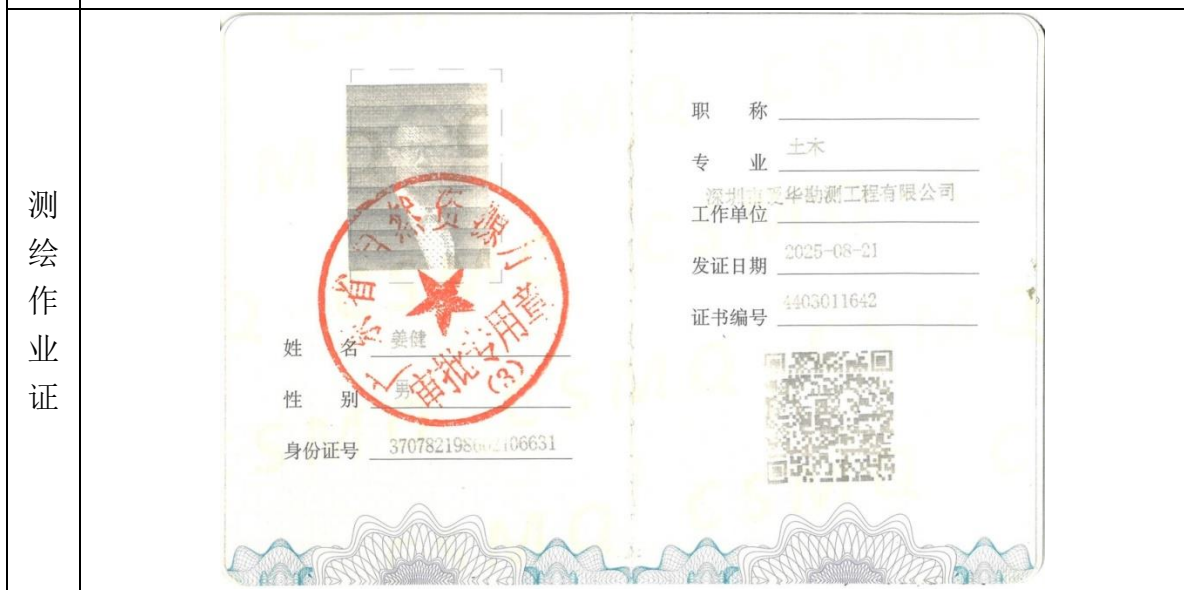 测绘作业证
广东省自然资源厅
审批专用章
(3)
姓 名 姜健
性 别 男
身份证号
职 称
专 业 土木
工作单位 深圳市爱华勘测工程有限公司
发证日期 2025-08-21
证书编号 4403011642